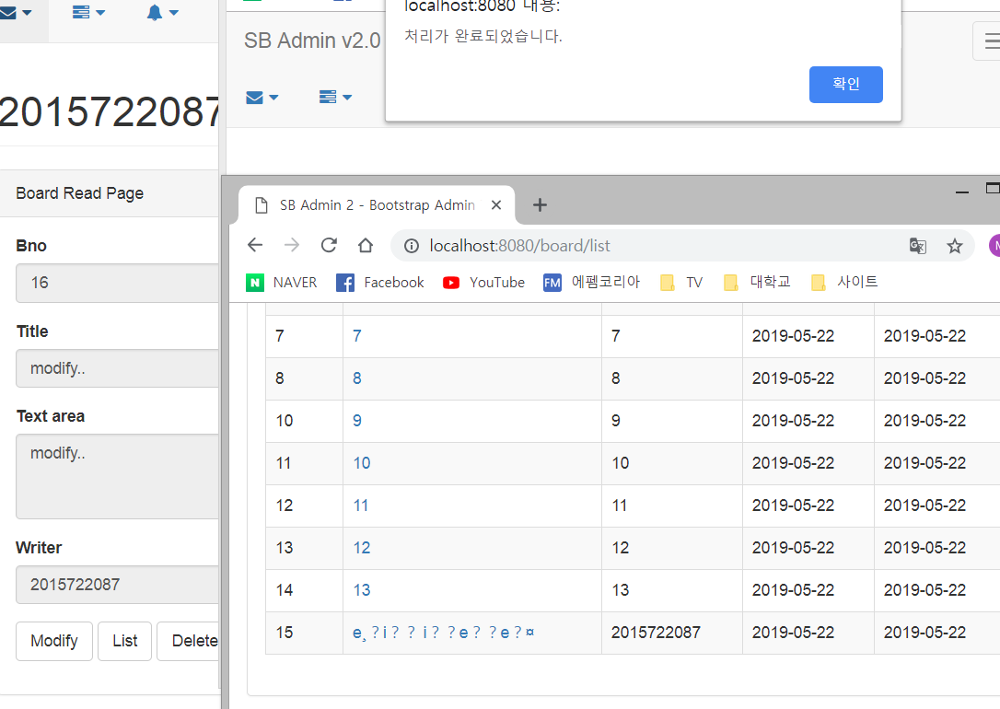 localhost:8080 내용:
처리가 완료되었습니다.
확인
SB Admin v2.0
2015722087
Board Read Page
Bno
16
Title
modify..
Text area
modify..
Writer
2015722087
Modify List Delete
SB Admin 2 - Bootstrap Admin
localhost:8080/board/list
NAVER Facebook YouTube FM 에펨코리아 TV 대학교 사이트
7 7 7 2019-05-22 2019-05-22
8 8 8 2019-05-22 2019-05-22
10 9 9 2019-05-22 2019-05-22
11 10 10 2019-05-22 2019-05-22
12 11 11 2019-05-22 2019-05-22
13 12 12 2019-05-22 2019-05-22
14 13 13 2019-05-22 2019-05-22
15 e¸?i? ? i? ?e? ?e?¤ 2015722087 2019-05-22 2019-05-22